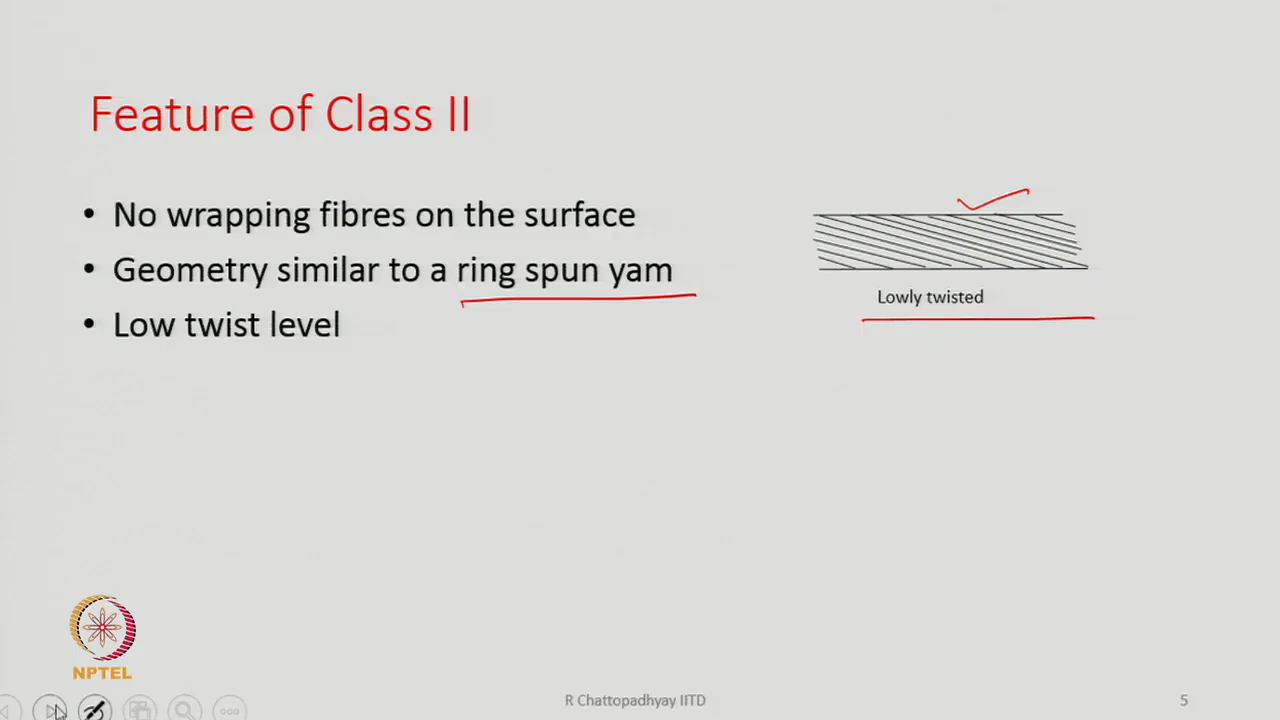 Feature of Class II
• No wrapping fibres on the surface
• Geometry similar to a ring spun yarn
• Low twist level
Lowly twisted
NPTEL
R Chattopadhyay IITD
5